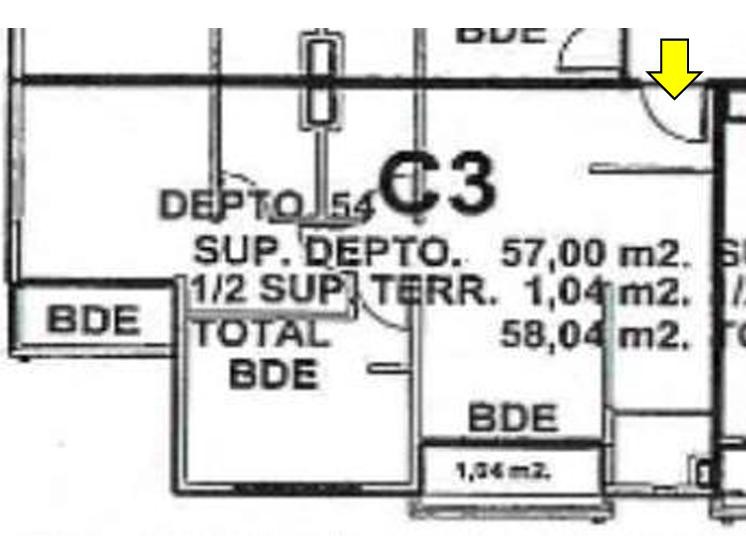 BDE
C3
DEPTO. 54
SUP. DEPTO. 57,00 m2.
1/2 SUP. TERR. 1,04 m2.
TOTAL 58,04 m2.
BDE
BDE
BDE
1,04 m2.